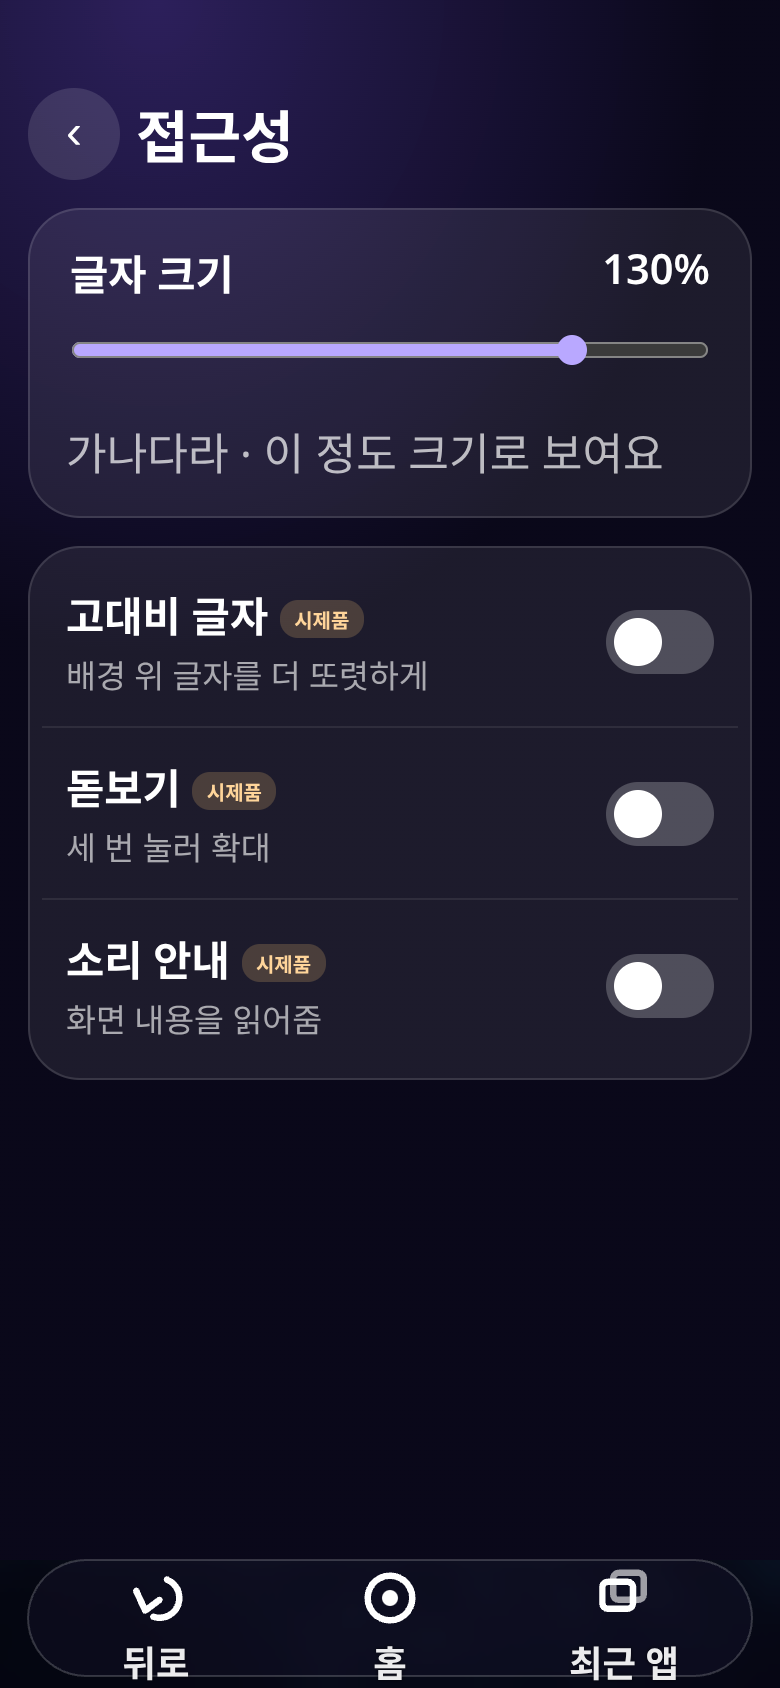 ‹ 접근성
글자 크기 130%
가나다라 · 이 정도 크기로 보여요
고대비 글자 시제품
배경 위 글자를 더 또렷하게
돋보기 시제품
세 번 눌러 확대
소리 안내 시제품
화면 내용을 읽어줌
뒤로 홈 최근 앱